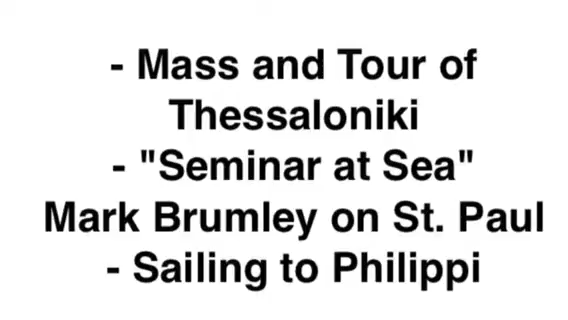 - Mass and Tour of
Thessaloniki
- "Seminar at Sea"
Mark Brumley on St. Paul
- Sailing to Philippi